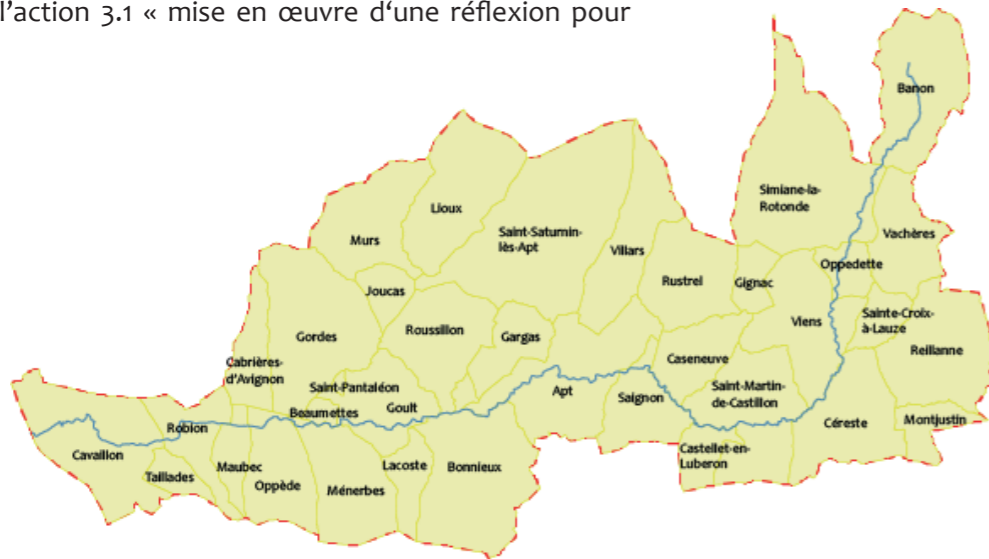 l'action 3.1 « mise en œuvre d'une réflexion pour
Banon
Simiane-la-
Rotonde
Lioux
Saint-Saturnin-
lès-Apt
Vachères
Murs
Villars
Oppedette
Rustrel
Gignac
Joucas
Sainte-Croix-
à-Lauze
Viens
Roussillon
Gordes
Gargas
Reillanne
Caseneuve
Cabrières-
d'Avignon
Saint-Pantaléon
Saint-Martin-
de-Castillon
Apt
Saignon
Beaumettes
Goult
Montjustin
Céreste
Robion
Cavaillon
Castellet-en-
Luberon
Lacoste
Bonnieux
Maubec
Taillades
Oppède
Ménerbes